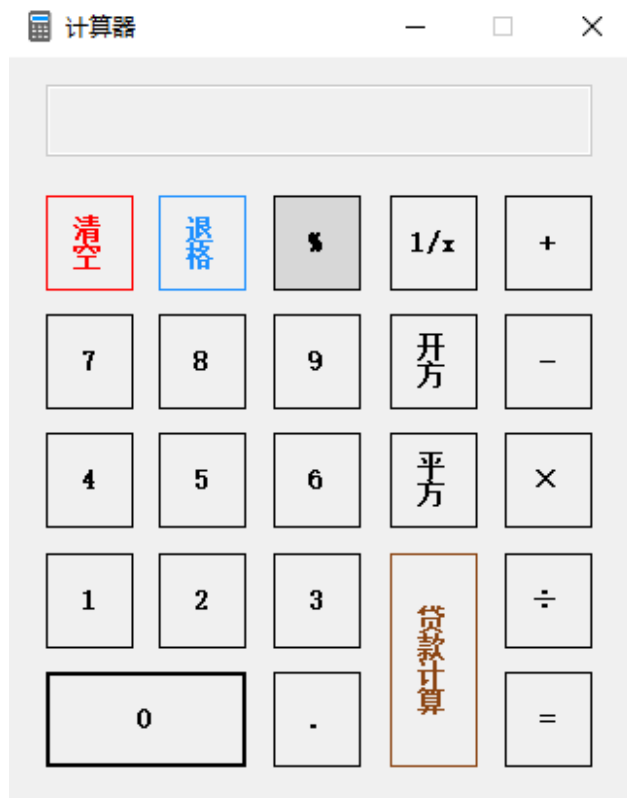 计算器
清空 退格 % 1/x +
7 8 9 开方 −
4 5 6 平方 ×
1 2 3 贷款计算 ÷
0 . =